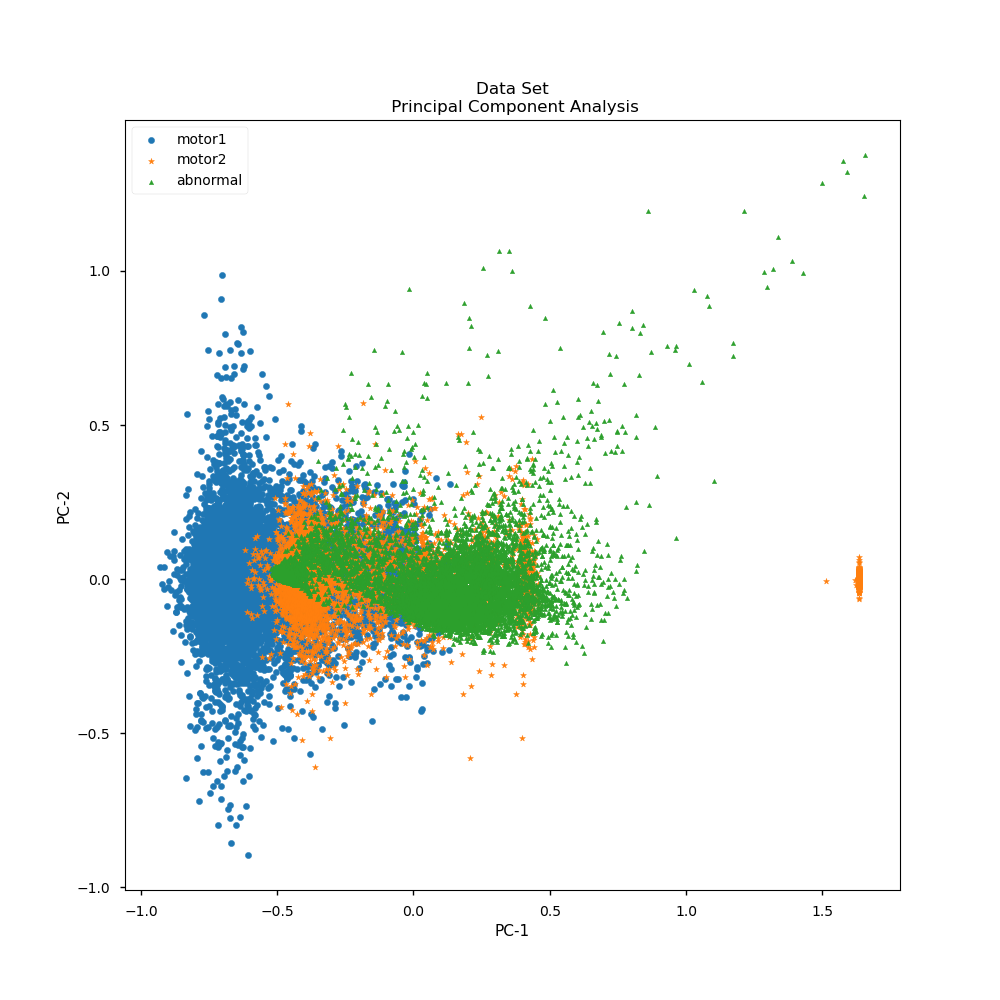 Data Set
Principal Component Analysis
motor1
motor2
abnormal
1.0
0.5
0.0
−0.5
−1.0
PC-2
−1.0 −0.5 0.0 0.5 1.0 1.5
PC-1